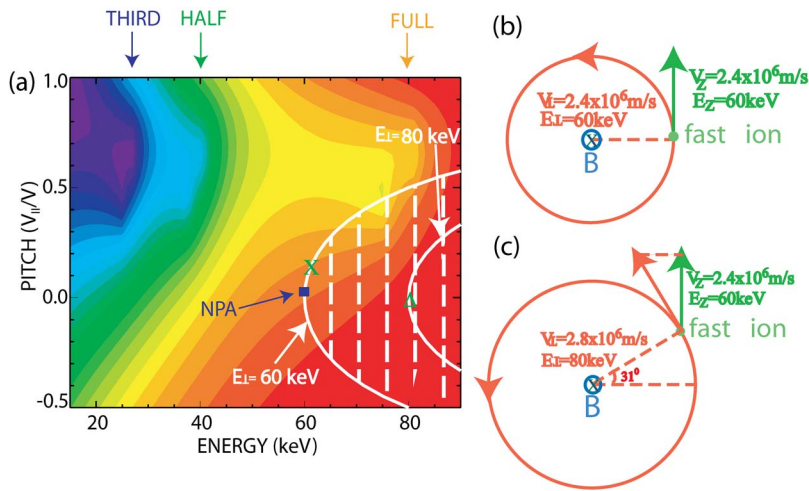 THIRD HALF FULL
(a)
1.0
0.5
0.0
-0.5
PITCH (V||/V)
E⊥=80 keV
X
NPA
Δ
E⊥= 60 keV
20 40 60 80
ENERGY (keV)
(b)
V⊥=2.4x10⁶m/s
E⊥=60keV
B
Vz=2.4x10⁶m/s
Ez=60keV
fast ion
(c)
V⊥=2.8x10⁶m/s
E⊥=80keV
31⁰
B
Vz=2.4x10⁶m/s
Ez=60keV
fast ion